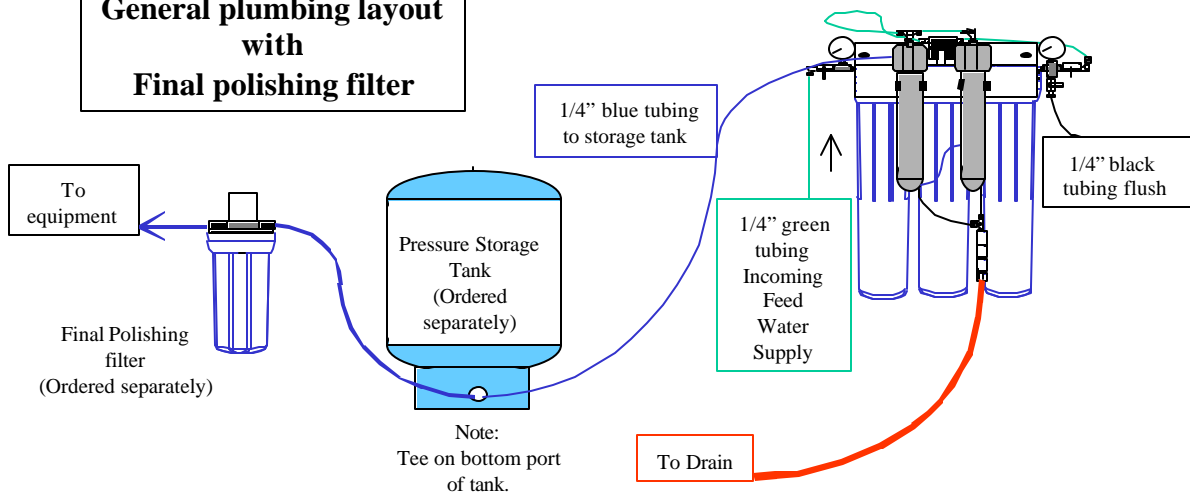 General plumbing layout
with
Final polishing filter
1/4” blue tubing
to storage tank
1/4” black
tubing flush
To
equipment
1/4” green
tubing
Incoming
Feed
Water
Supply
Pressure Storage
Tank
(Ordered
separately)
Final Polishing
filter
(Ordered separately)
Note:
Tee on bottom port
of tank.
To Drain